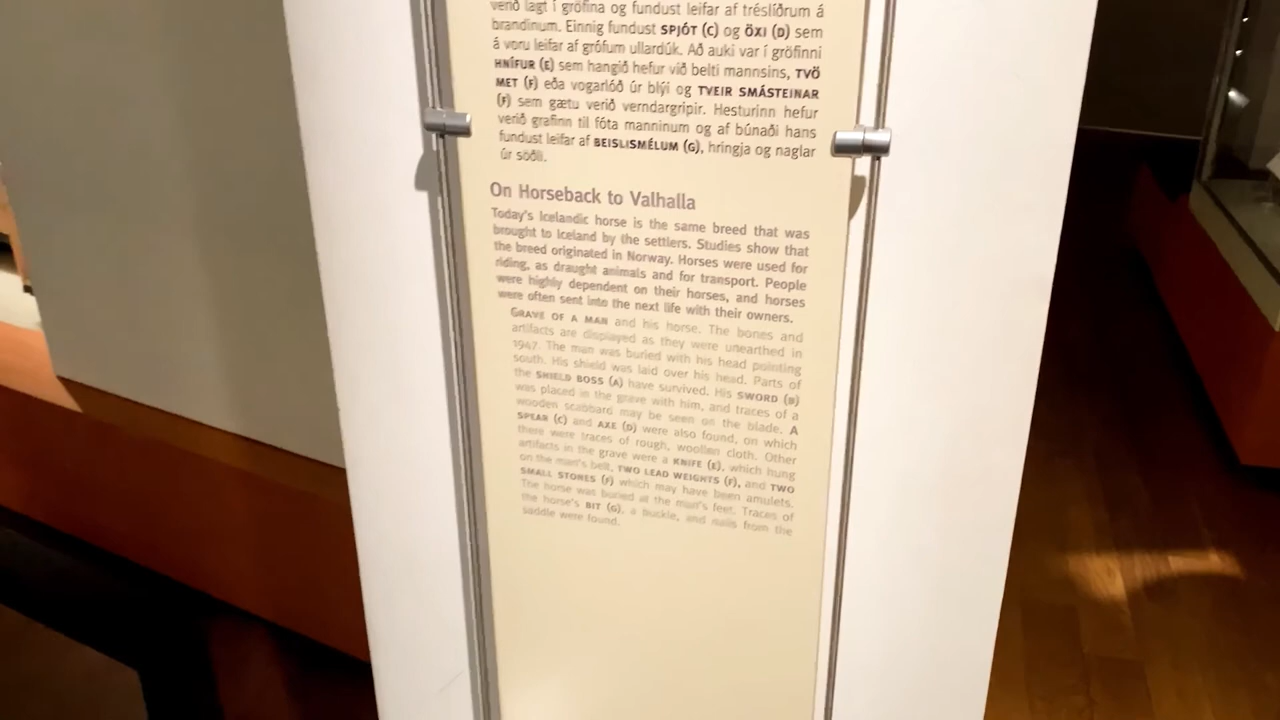 verið lagt í gröfina og fundust leifar af tréslíðrum á
brandinum. Einnig fundust SPJÓT (C) og ÖXI (D) sem
á voru leifar af grófum ullardúk. Að auki var í gröfinni
HNÍFUR (E) sem hangið hefur við belti mannsins, TVÖ
MET (F) eða vogarlóð úr blýi og TVEIR SMÁSTEINAR
(F) sem gætu verið verndargripir. Hesturinn hefur
verið grafinn til fóta manninum og af búnaði hans
fundust leifar af BEISLISMÉLUM (G), hringja og naglar
úr söðli.
On Horseback to Valhalla
Today's Icelandic horse is the same breed that was
brought to Iceland by the settlers. Studies show that
the breed originated in Norway. Horses were used for
riding, as draught animals and for transport. People
were highly dependent on their horses, and horses
were often sent into the next life with their owners.
GRAVE OF A MAN and his horse. The bones and
artifacts are displayed as they were unearthed in
1947. The man was buried with his head pointing
south. His shield was laid over his head. Parts of
the SHIELD BOSS (A) have survived. His SWORD (B)
was placed in the grave with him, and traces of a
wooden scabbard may be seen on the blade. A
SPEAR (C) and AXE (D) were also found, on which
there were traces of rough, woollen cloth. Other
artifacts in the grave were a KNIFE (E), which hung
on the man's belt, TWO LEAD WEIGHTS (F), and TWO
SMALL STONES (F) which may have been amulets.
The horse was buried at the man's feet. Traces of
the horse's BIT (G), a buckle, and nails from the
saddle were found.